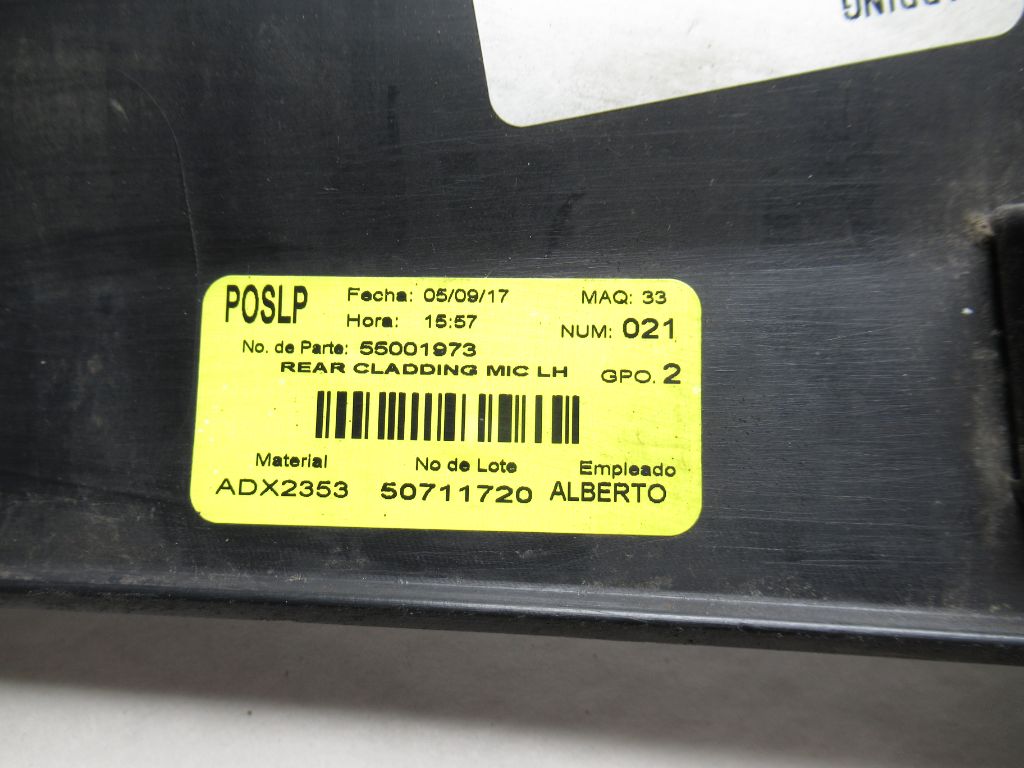 POSLP Fecha: 05/09/17 MAQ: 33
Hora: 15:57 NUM: 021
No. de Parte: 55001973
REAR CLADDING MIC LH GPO. 2
Material No de Lote Empleado
ADX2353 50711720 ALBERTO